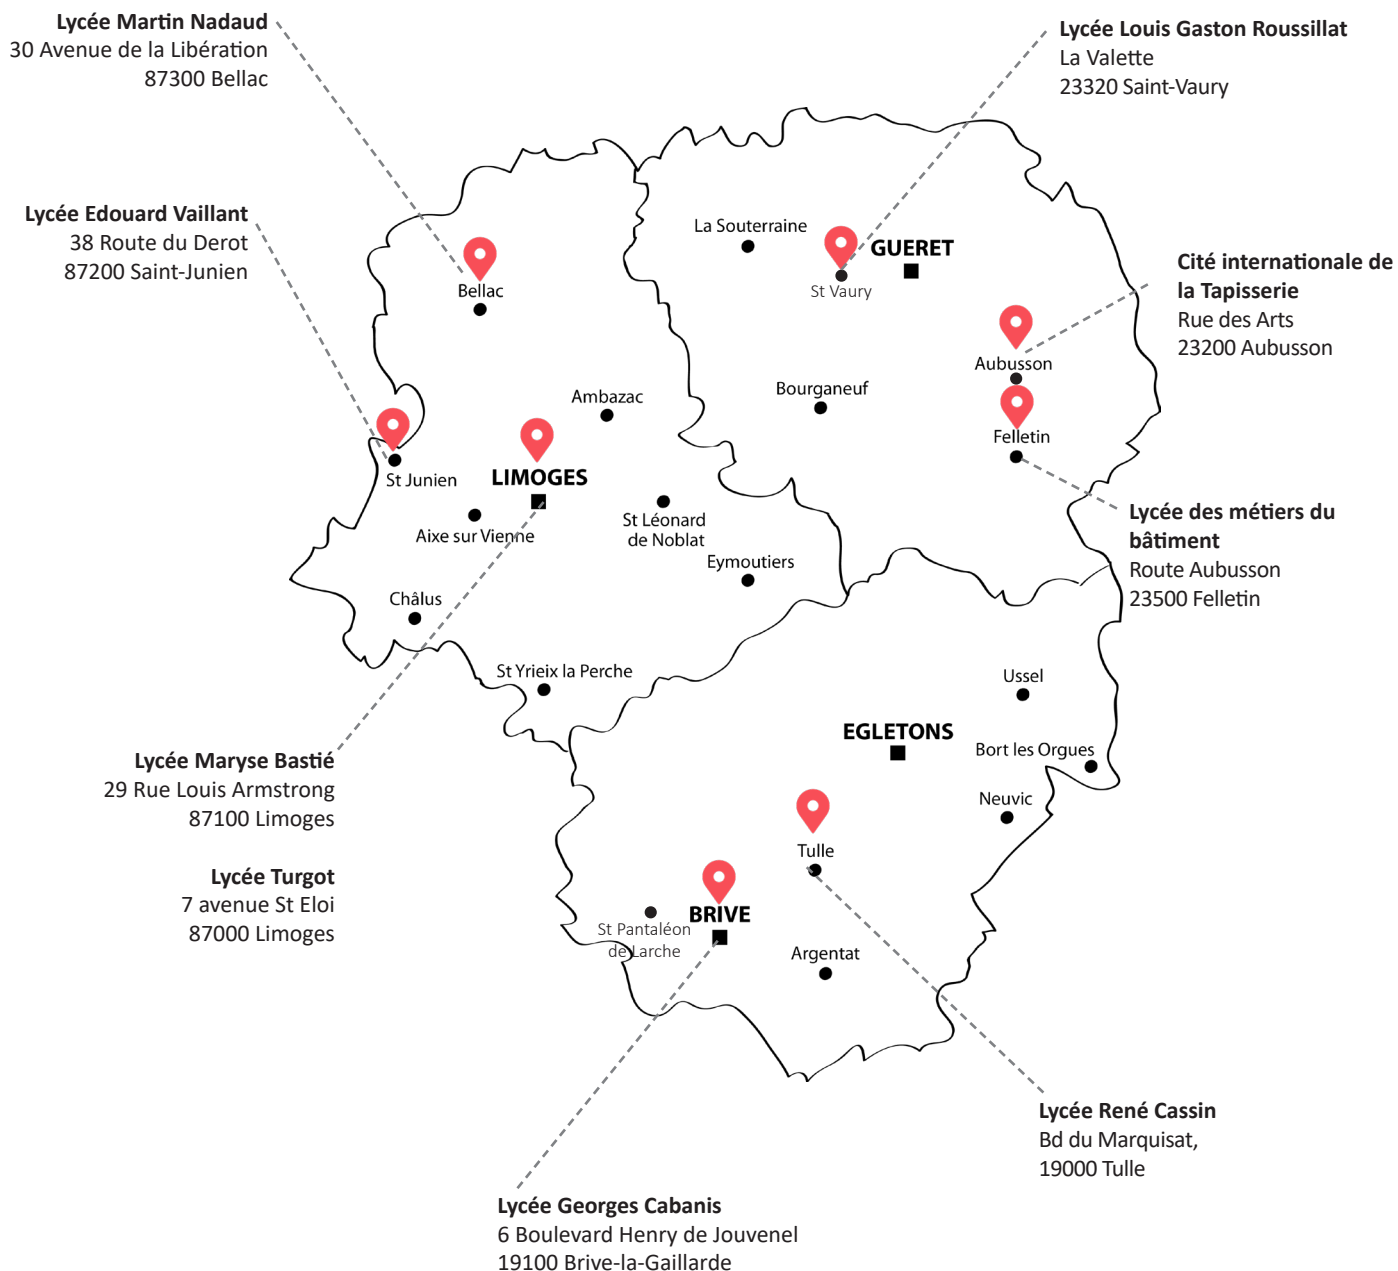 Lycée Martin Nadaud
30 Avenue de la Libération
87300 Bellac
Lycée Louis Gaston Roussillat
La Valette
23320 Saint-Vaury
Lycée Edouard Vaillant
38 Route du Derot
87200 Saint-Junien
La Souterraine
GUERET
St Vaury
Bellac
Cité internationale de
la Tapisserie
Rue des Arts
23200 Aubusson
Aubusson
Bourganeuf
Ambazac
Felletin
St Junien
LIMOGES
Aixe sur Vienne
St Léonard
de Noblat
Eymoutiers
Lycée des métiers du
bâtiment
Route Aubusson
23500 Felletin
Châlus
St Yrieix la Perche
Ussel
EGLETONS
Bort les Orgues
Neuvic
Lycée Maryse Bastié
29 Rue Louis Armstrong
87100 Limoges
Tulle
Lycée Turgot
7 avenue St Eloi
87000 Limoges
BRIVE
St Pantaléon
de Larche
Argentat
Lycée René Cassin
Bd du Marquisat,
19000 Tulle
Lycée Georges Cabanis
6 Boulevard Henry de Jouvenel
19100 Brive-la-Gaillarde